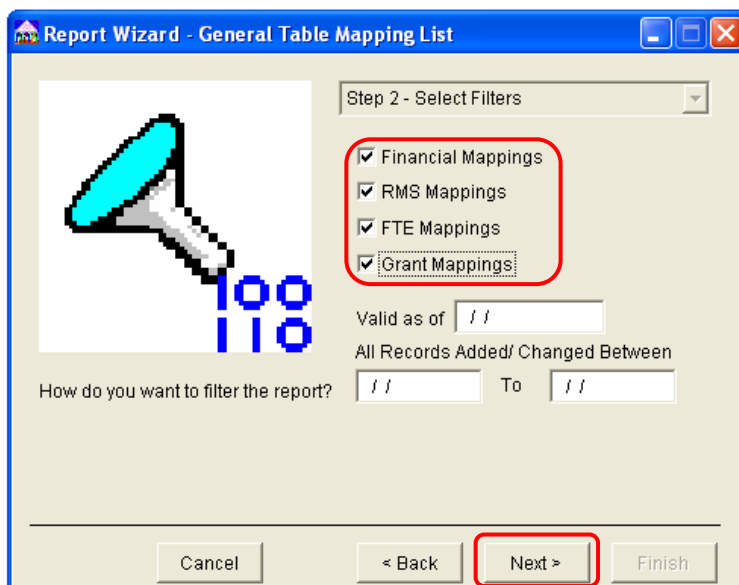 Report Wizard - General Table Mapping List
Step 2 - Select Filters
Financial Mappings
RMS Mappings
FTE Mappings
Grant Mappings
Valid as of / /
All Records Added/ Changed Between
/ / To / /
How do you want to filter the report?
100
110
Cancel < Back Next > Finish